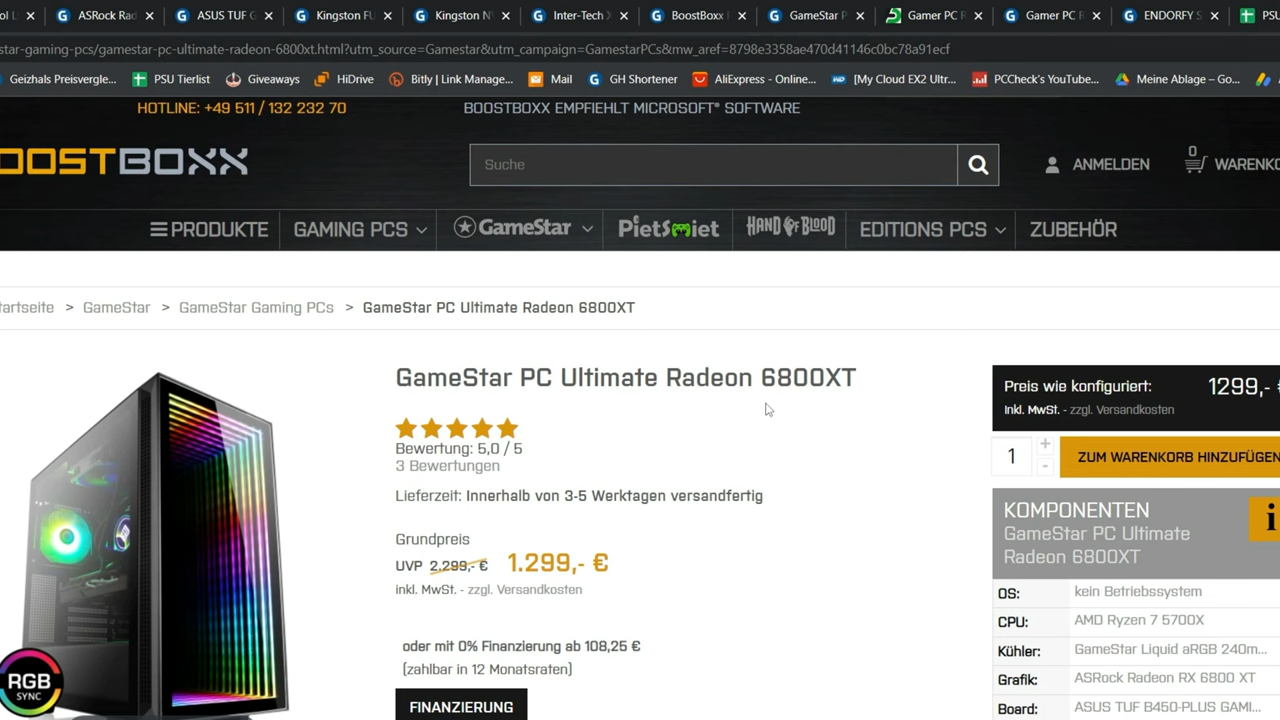 ol L
ASRock Rad
ASUS TUF G
Kingston FU
Kingston N
Inter-Tech
BoostBoxx
GameStar P
Gamer PC R
Gamer PC R
ENDORFY S
PSU
star-gaming-pcs/gamestar-pc-ultimate-radeon-6800xt.html?utm_source=Gamestar&utm_campaign=GamestarPCs&mw_aref=8798e3358ae470d41146c0bc78a91ecf
Geizhals Preisvergle...
PSU Tierlist
Giveaways
HiDrive
Bitly | Link Manage...
Mail
GH Shortener
AliExpress - Online...
[My Cloud EX2 Ultr...
PCCheck's YouTube...
Meine Ablage – Go...
HOTLINE: +49 511 / 132 232 70
BOOSTBOXX EMPFIEHLT MICROSOFT® SOFTWARE
OOSTBOXX
Suche
ANMELDEN
0
WARENKO
PRODUKTE
GAMING PCS
GameStar
PietSmiet
HAND OF BLOOD
EDITIONS PCS
ZUBEHÖR
tartseite > GameStar > GameStar Gaming PCs > GameStar PC Ultimate Radeon 6800XT
GameStar PC Ultimate Radeon 6800XT
Bewertung: 5,0 / 5
3 Bewertungen
Lieferzeit: Innerhalb von 3-5 Werktagen versandfertig
Grundpreis
UVP 2.299,- € 1.299,- €
inkl. MwSt. - zzgl. Versandkosten
oder mit 0% Finanzierung ab 108,25 €
(zahlbar in 12 Monatsraten)
FINANZIERUNG
RGB
SYNC
Preis wie konfiguriert: 1299,- €
Inkl. MwSt. - zzgl. Versandkosten
1
+
-
ZUM WARENKORB HINZUFÜGEN
KOMPONENTEN
GameStar PC Ultimate
Radeon 6800XT
i
OS: kein Betriebssystem
CPU: AMD Ryzen 7 5700X
Kühler: GameStar Liquid aRGB 240m...
Grafik: ASRock Radeon RX 6800 XT
Board: ASUS TUF B450-PLUS GAMI...